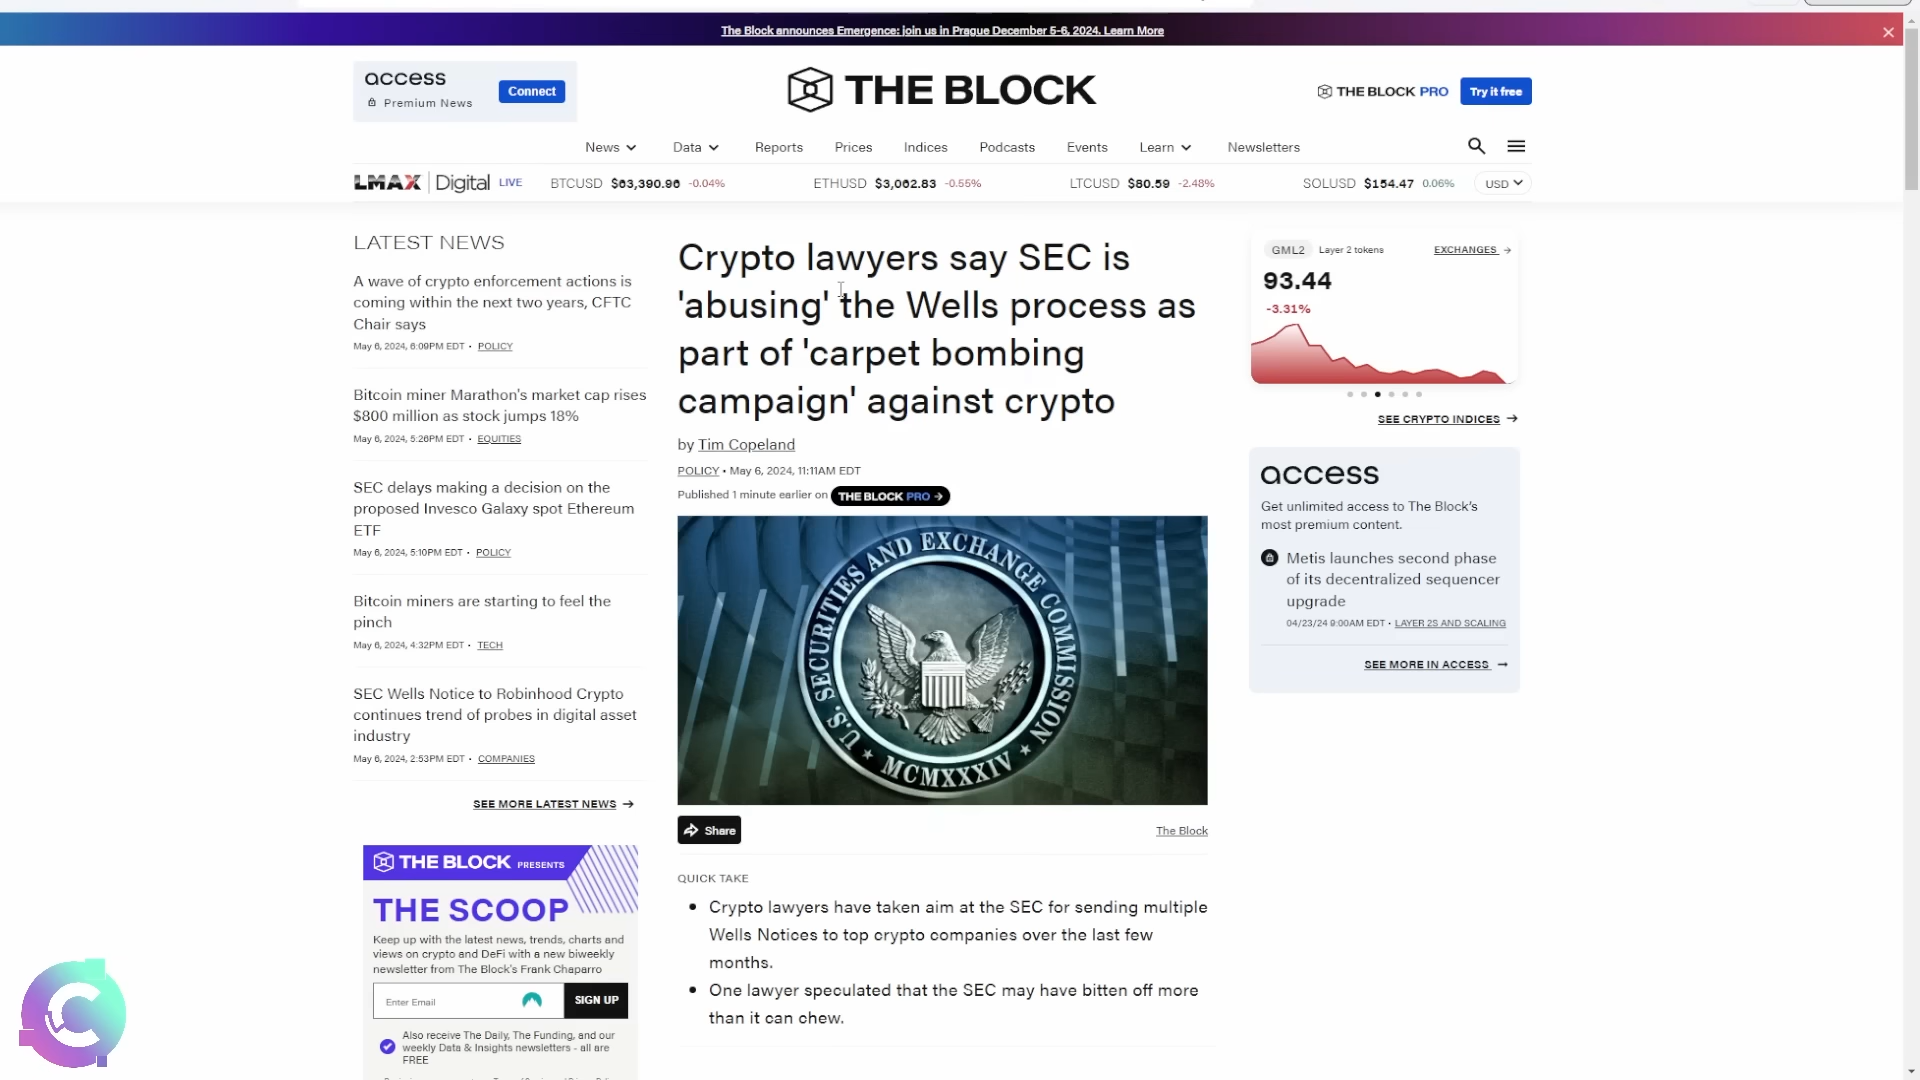 The Block announces Emergence: join us in Prague December 5-6, 2024. Learn More
access
Premium News
Connect
THE BLOCK
THE BLOCK PRO
Try it free
News
Data
Reports
Prices
Indices
Podcasts
Events
Learn
Newsletters
LMAX Digital LIVE
BTCUSD $63,390.96 -0.04%
ETHUSD $3,062.83 -0.55%
LTCUSD $80.59 -2.48%
SOLUSD $154.47 0.06%
USD
LATEST NEWS
A wave of crypto enforcement actions is
coming within the next two years, CFTC
Chair says
May 6, 2024, 6:09PM EDT • POLICY
Bitcoin miner Marathon's market cap rises
$800 million as stock jumps 18%
May 6, 2024, 5:26PM EDT • EQUITIES
SEC delays making a decision on the
proposed Invesco Galaxy spot Ethereum
ETF
May 6, 2024, 5:10PM EDT • POLICY
Bitcoin miners are starting to feel the
pinch
May 6, 2024, 4:32PM EDT • TECH
SEC Wells Notice to Robinhood Crypto
continues trend of probes in digital asset
industry
May 6, 2024, 2:53PM EDT • COMPANIES
SEE MORE LATEST NEWS
THE BLOCK PRESENTS
THE SCOOP
Keep up with the latest news, trends, charts and
views on crypto and DeFi with a new biweekly
newsletter from The Block's Frank Chaparro
Enter Email
SIGN UP
Also receive The Daily, The Funding, and our
weekly Data & Insights newsletters - all are
FREE
Crypto lawyers say SEC is
'abusing' the Wells process as
part of 'carpet bombing
campaign' against crypto
by Tim Copeland
POLICY • May 6, 2024, 11:11AM EDT
Published 1 minute earlier on THE BLOCK PRO
U.S. SECURITIES AND EXCHANGE COMMISSION
MCMXXXIV
Share
The Block
QUICK TAKE
• Crypto lawyers have taken aim at the SEC for sending multiple
Wells Notices to top crypto companies over the last few
months.
• One lawyer speculated that the SEC may have bitten off more
than it can chew.
GML2 Layer 2 tokens
EXCHANGES
93.44
-3.31%
SEE CRYPTO INDICES
access
Get unlimited access to The Block's
most premium content.
Metis launches second phase
of its decentralized sequencer
upgrade
04/23/24 9:00AM EDT • LAYER 2S AND SCALING
SEE MORE IN ACCESS